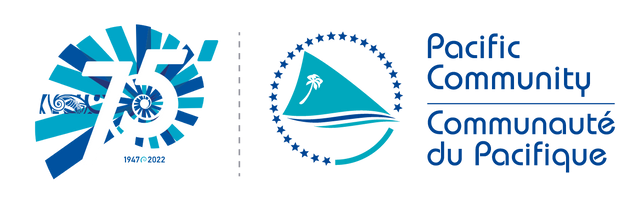 75
1947 2022
Pacific
Community
Communauté
du Pacifique